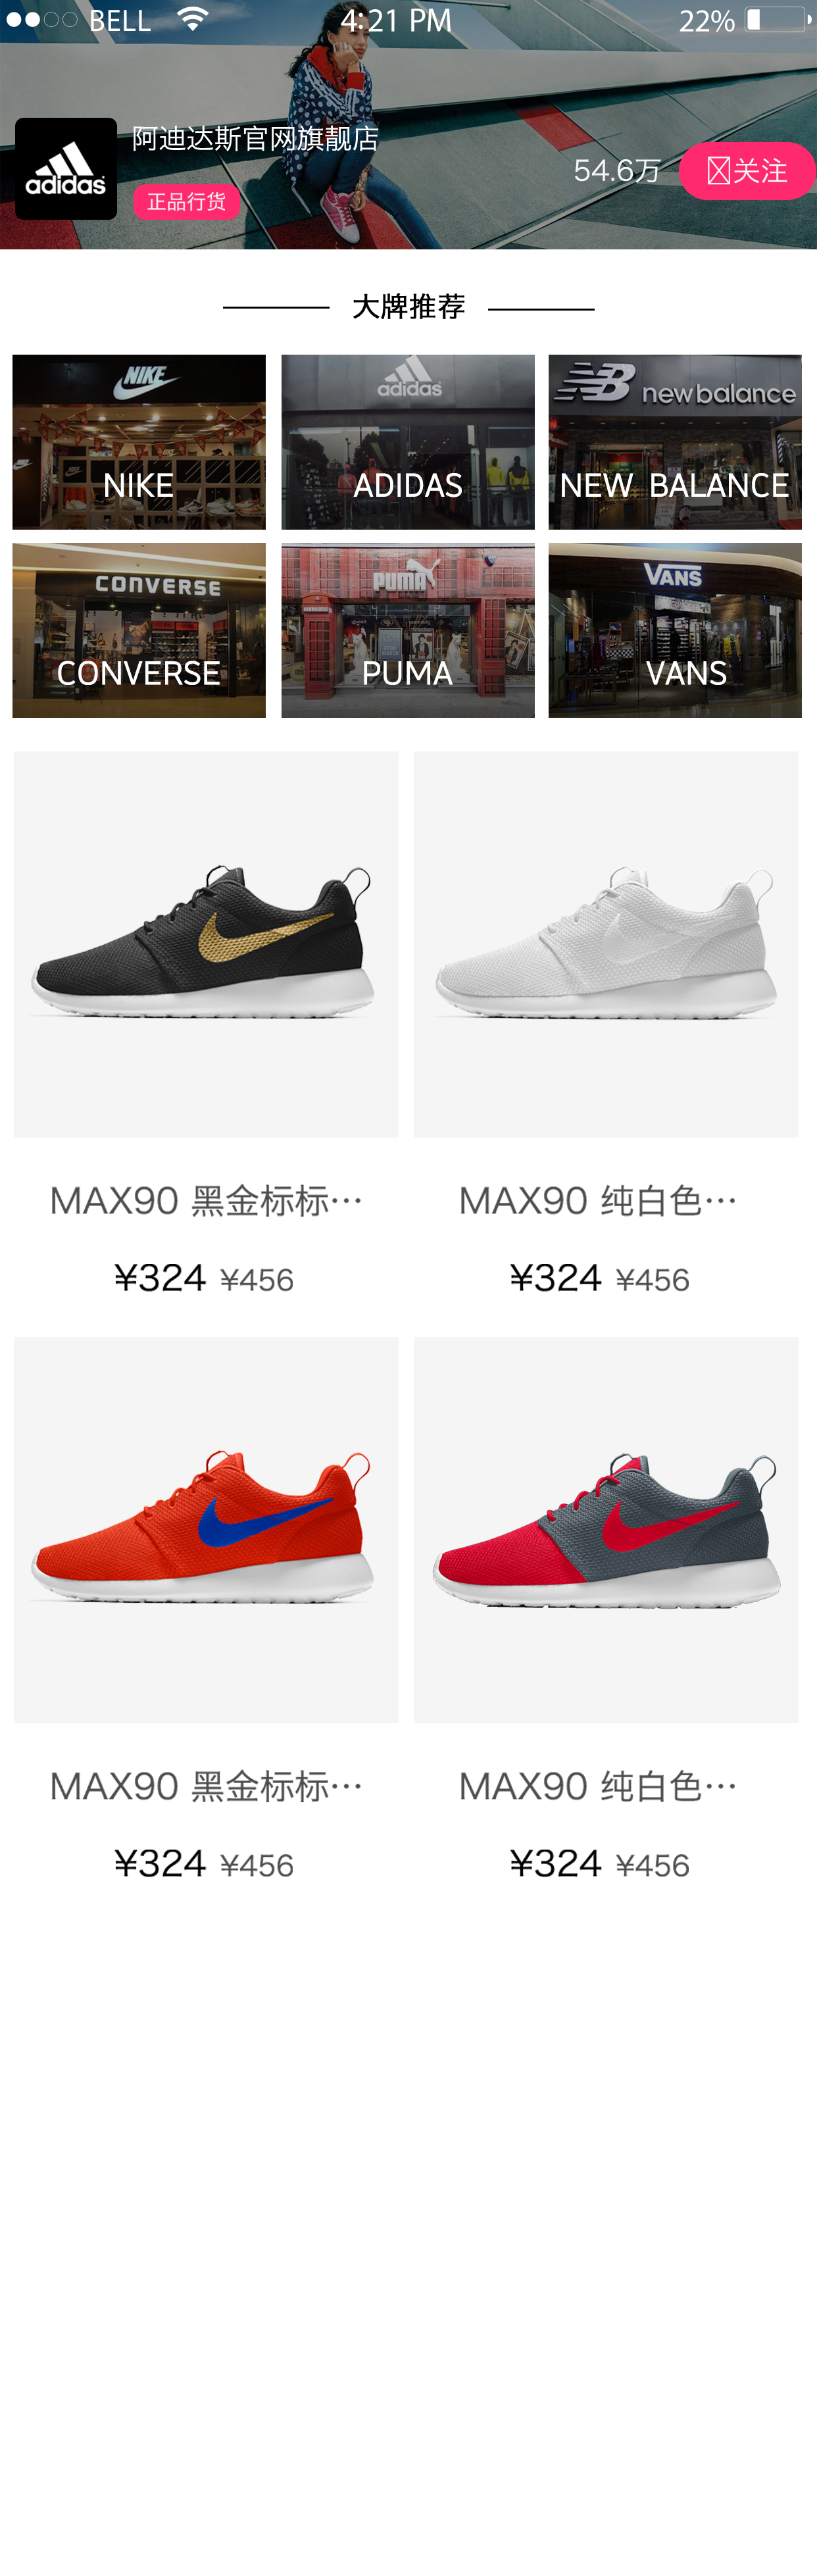 BELL 4:21 PM 22%
阿迪达斯官网旗舰店
adidas
正品行货
54.6万 关注
大牌推荐
NIKE
adidas
new balance
NIKE
ADIDAS
NEW BALANCE
CONVERSE
PUMA
VANS
CONVERSE
PUMA
VANS
MAX90 黑金标标…
MAX90 纯白色…
¥324 ¥456
¥324 ¥456
MAX90 黑金标标…
MAX90 纯白色…
¥324 ¥456
¥324 ¥456